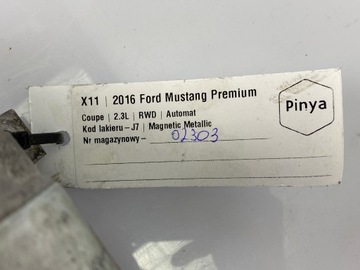 X11 | 2016 Ford Mustang Premium
Coupe | 2.3L | RWD | Automat
Kod lakieru – J7 | Magnetic Metallic
Nr magazynowy – 02303
Pinya